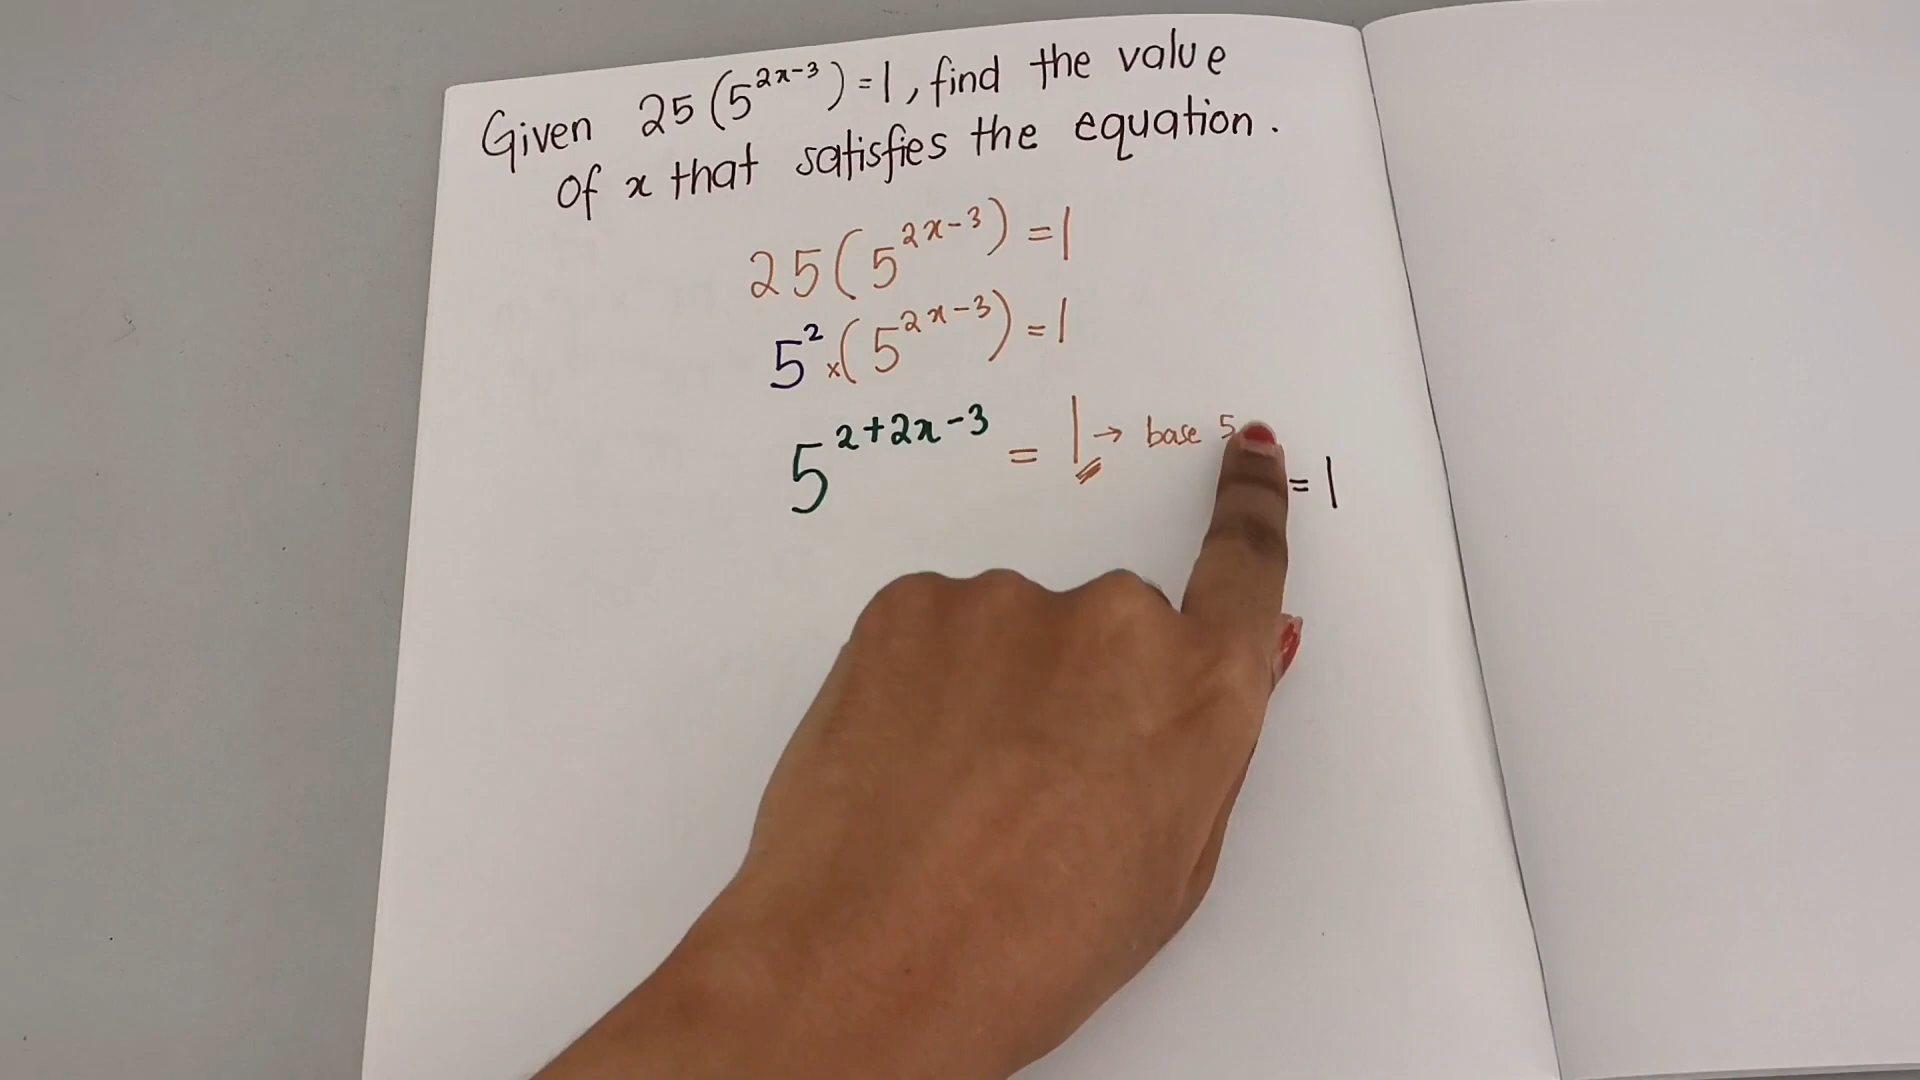 Given 25(5^{2x-3})=1, find the value
of x that satisfies the equation.
25(5^{2x-3})=1
5^2×(5^{2x-3})=1
5^{2+2x-3} = 1 → base 5
=1